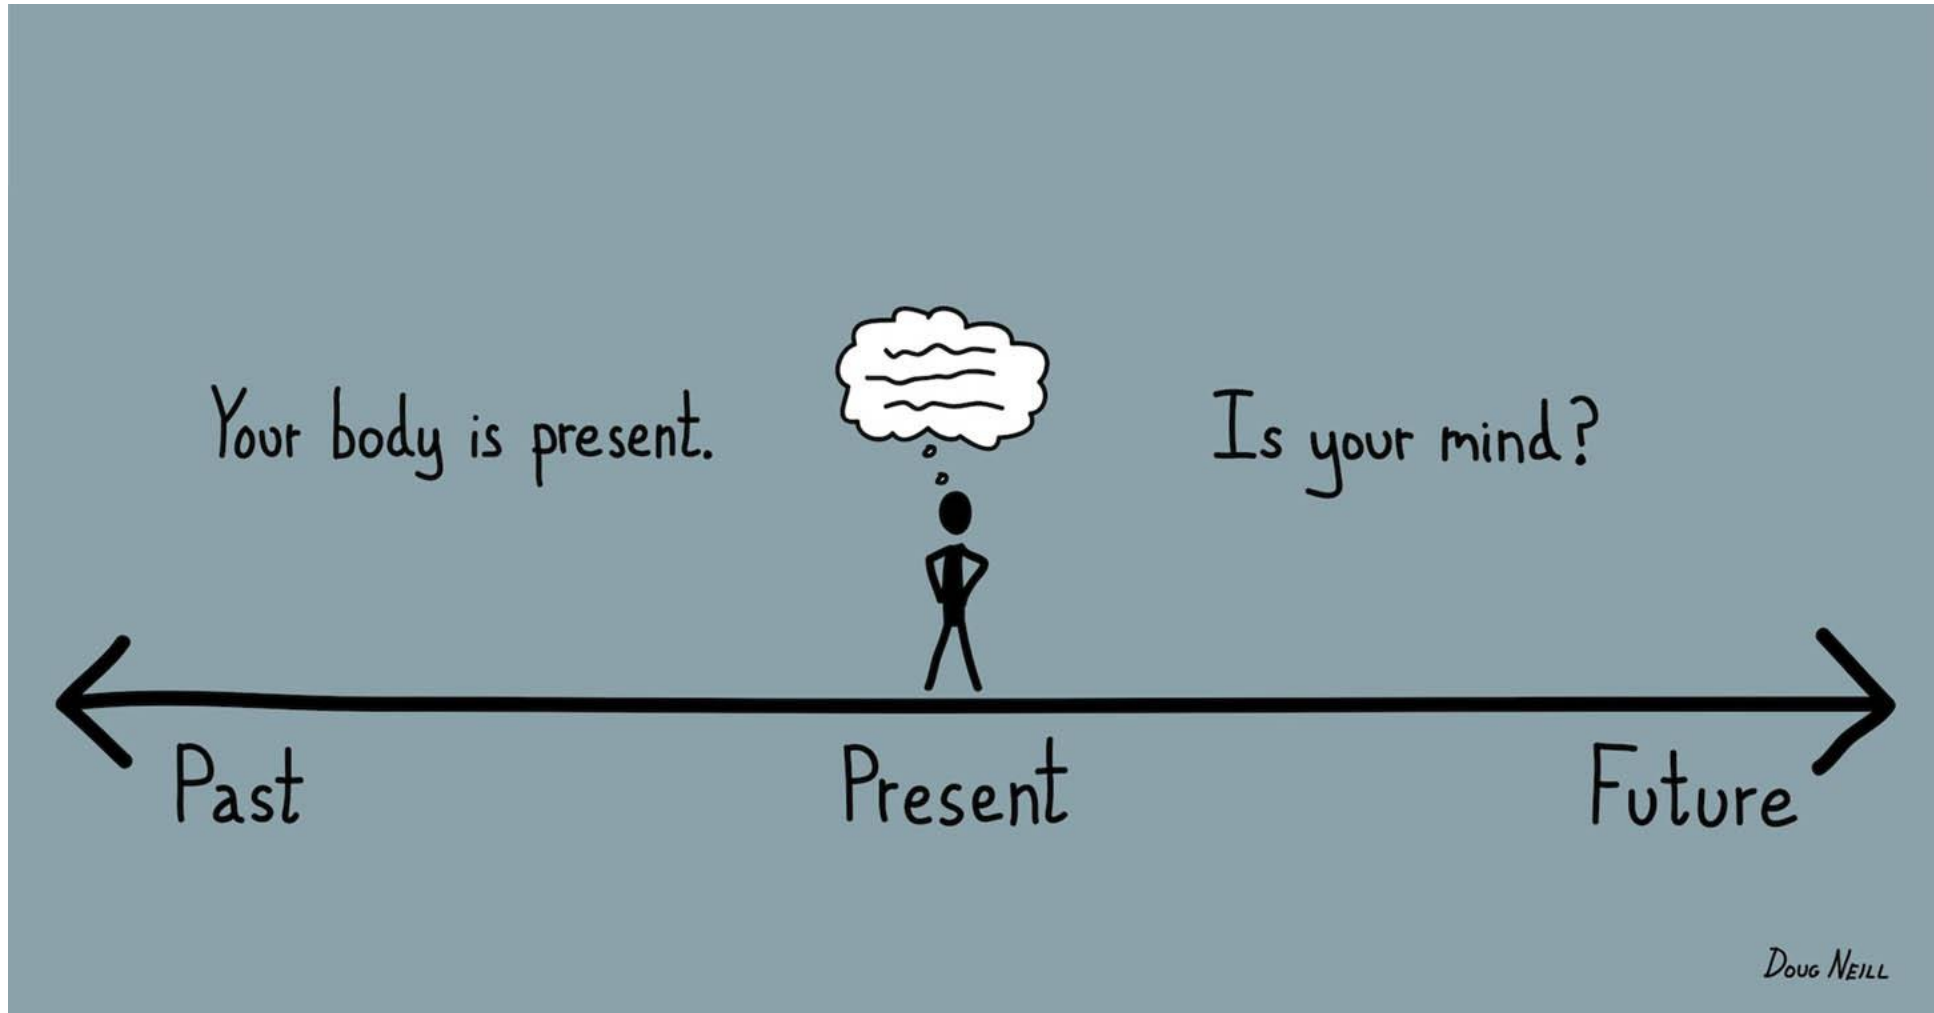 Your body is present.
Is your mind?
Past
Present
Future
DOUG NEILL